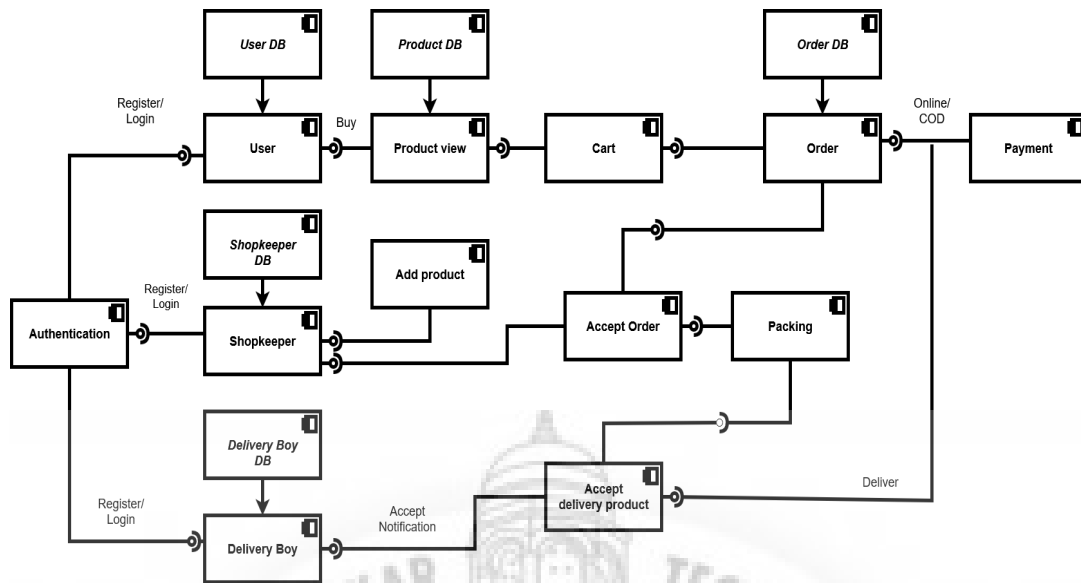 User DB
Product DB
Order DB
Register/
Login
Online/
COD
User
Buy
Product view
Cart
Order
Payment
Shopkeeper
DB
Add product
Register/
Login
Authentication
Shopkeeper
Accept Order
Packing
Delivery Boy
DB
Register/
Login
Accept
Notification
Accept
delivery product
Deliver
Delivery Boy